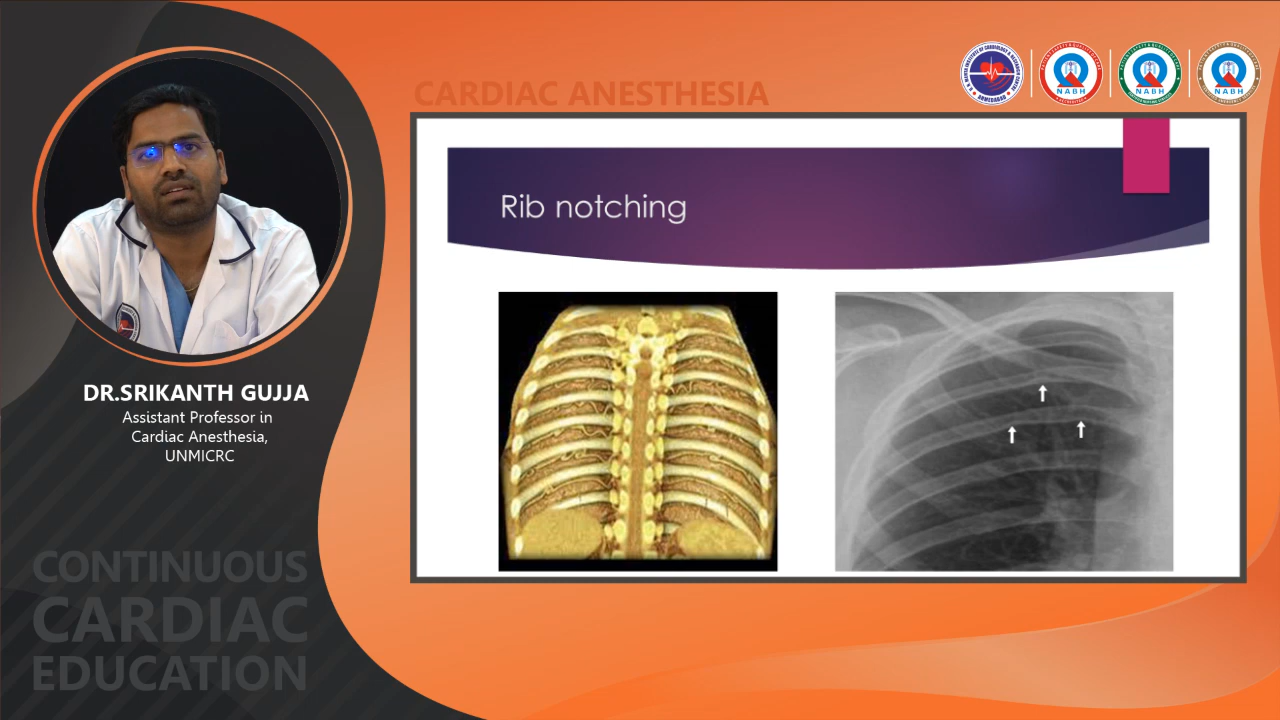 CARDIAC ANESTHESIA
NABH
NABH
NABH
Rib notching
DR.SRIKANTH GUJJA
Assistant Professor in
Cardiac Anesthesia,
UNMICRC
CONTINUOUS
CARDIAC
EDUCATION